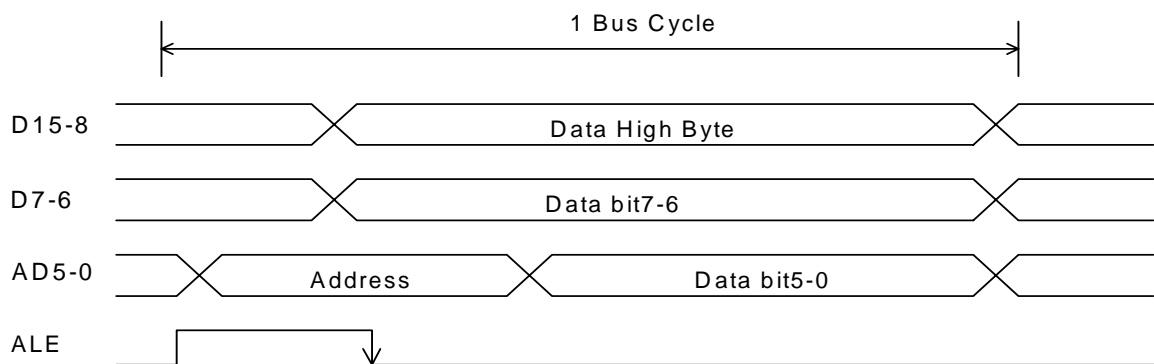 1 Bus Cycle
D15-8
Data High Byte
D7-6
Data bit7-6
AD5-0
Address
Data bit5-0
ALE